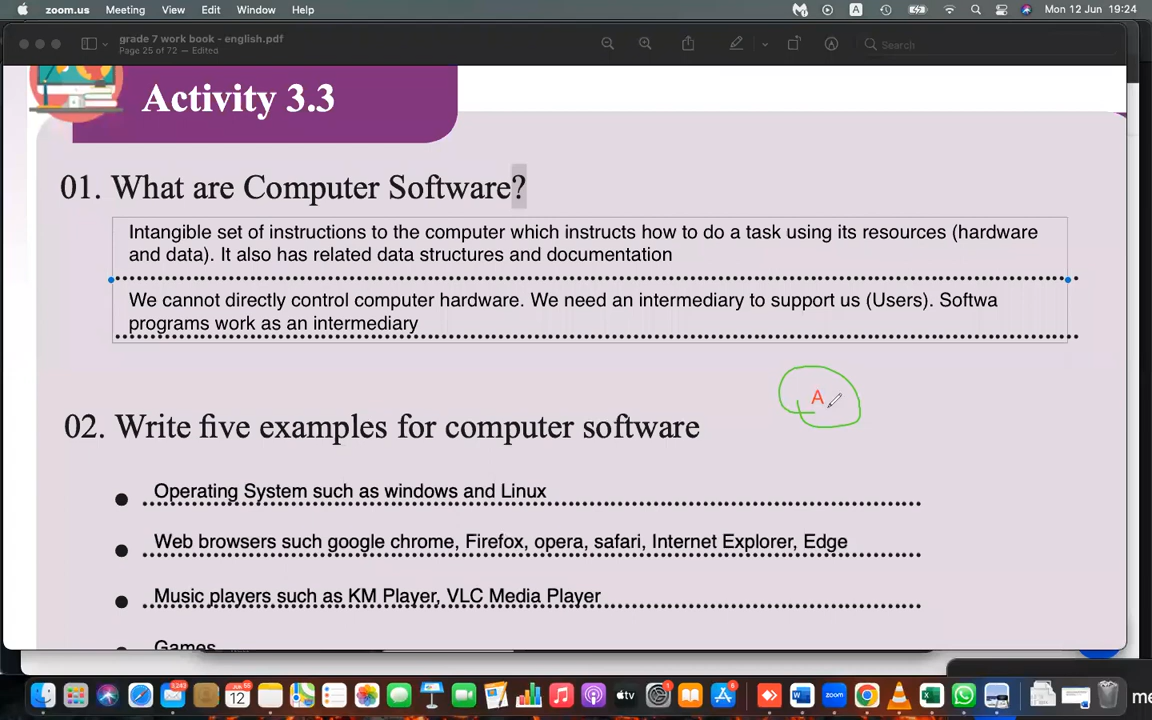 zoom.us Meeting View Edit Window Help A Mon 12 Jun 19:24
grade 7 work book - english.pdf
Page 25 of 72 — Edited
Search
Activity 3.3
01. What are Computer Software?
Intangible set of instructions to the computer which instructs how to do a task using its resources (hardware
and data). It also has related data structures and documentation
We cannot directly control computer hardware. We need an intermediary to support us (Users). Softwa
programs work as an intermediary
A
02. Write five examples for computer software
Operating System such as windows and Linux
Web browsers such google chrome, Firefox, opera, safari, Internet Explorer, Edge
Music players such as KM Player, VLC Media Player
Games
12
tv
zoom
me